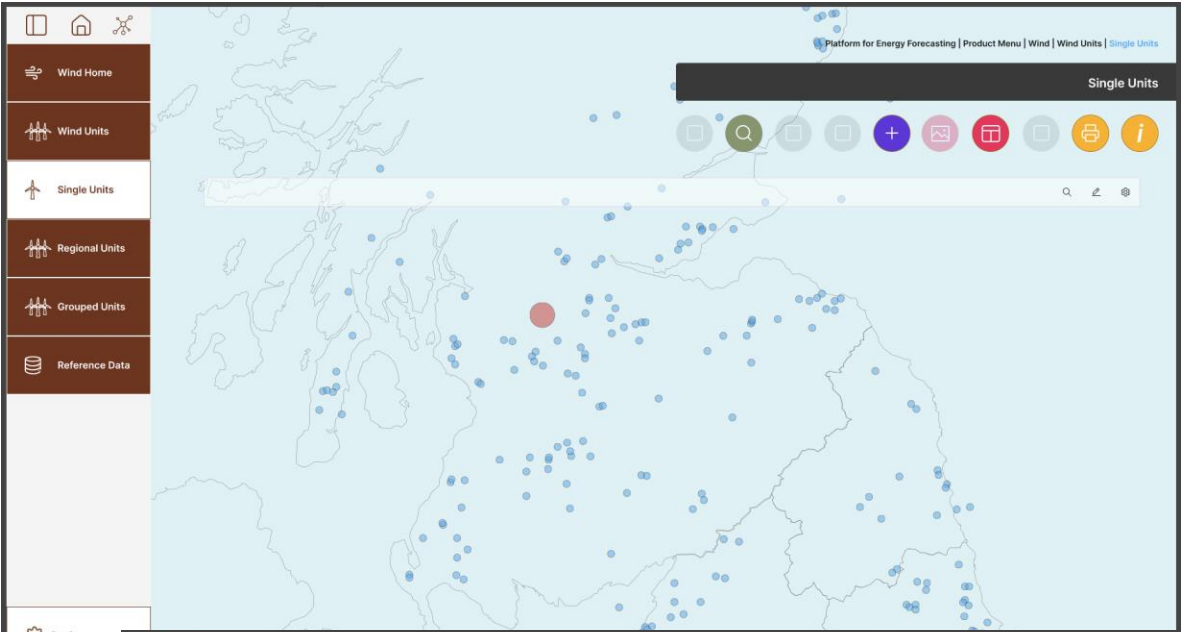 Platform for Energy Forecasting | Product Menu | Wind | Wind Units | Single Units
Single Units
i
Wind Home
Wind Units
Single Units
Regional Units
Grouped Units
Reference Data